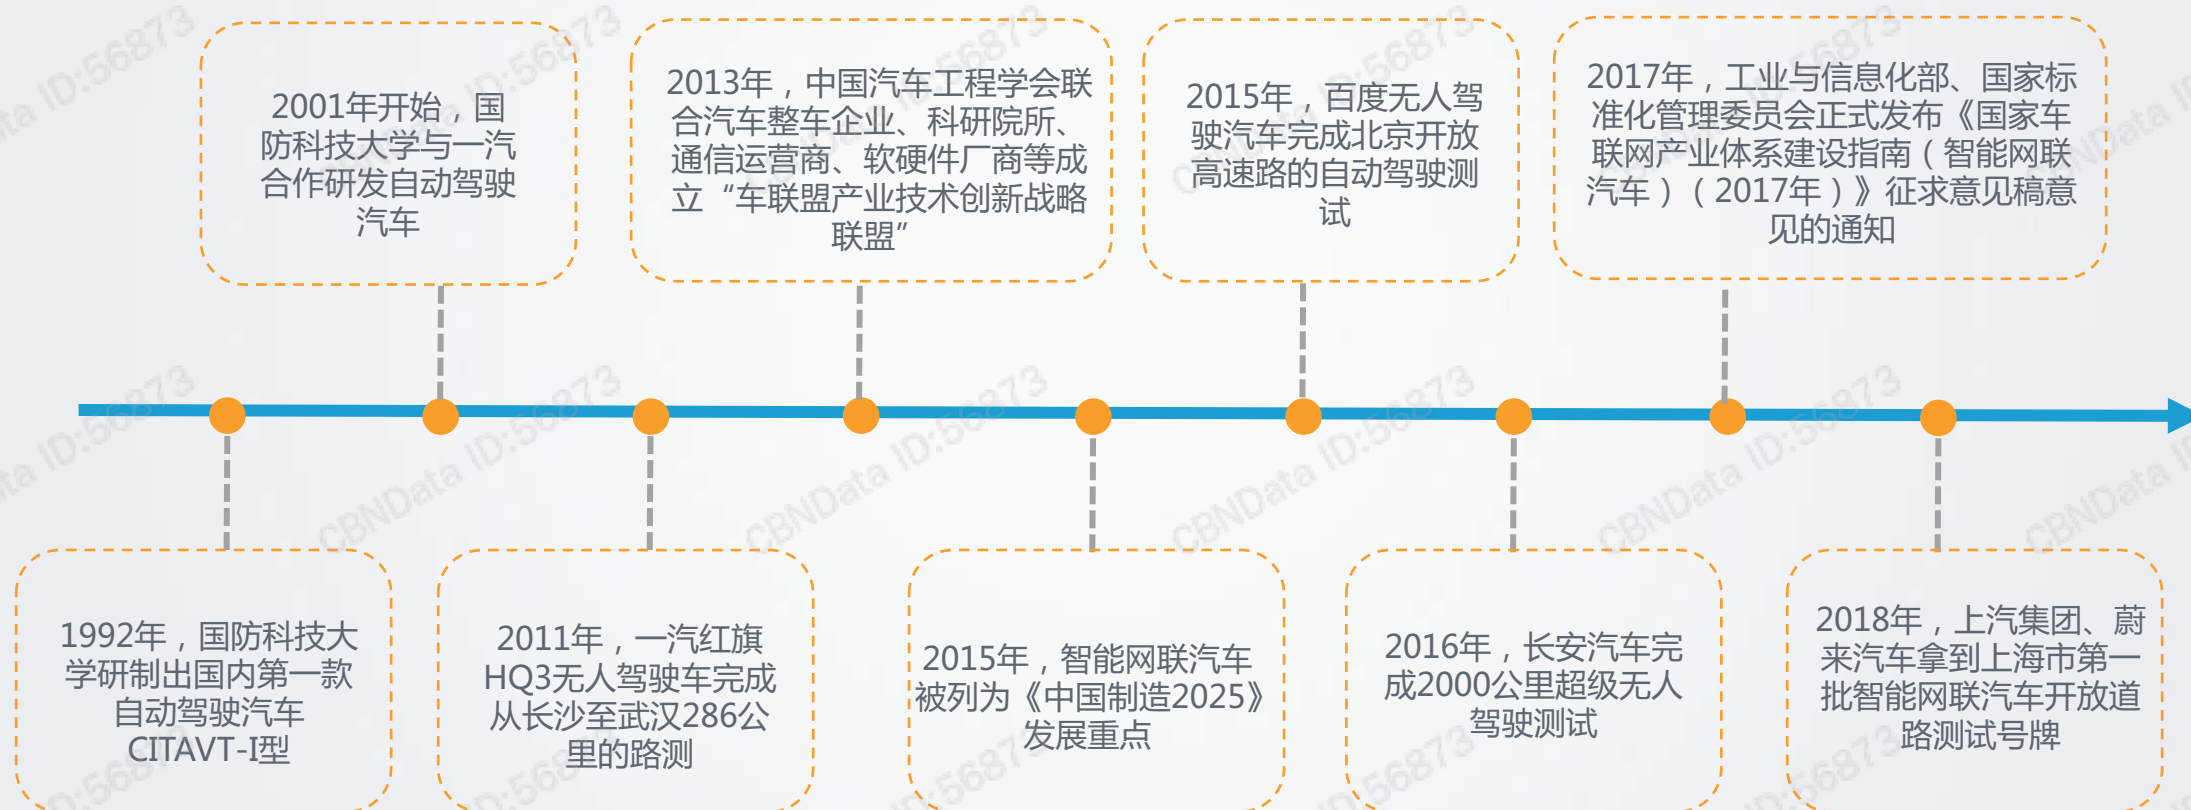 2001年开始，国
防科技大学与一汽
合作研发自动驾驶
汽车
2013年，中国汽车工程学会联
合汽车整车企业、科研院所、
通信运营商、软硬件厂商等成
立“车联盟产业技术创新战略
联盟”
2015年，百度无人驾
驶汽车完成北京开放
高速路的自动驾驶测
试
2017年，工业与信息化部、国家标
准化管理委员会正式发布《国家车
联网产业体系建设指南（智能网联
汽车）（2017年）》征求意见稿意
见的通知
1992年，国防科技大
学研制出国内第一款
自动驾驶汽车
CITAVT-I型
2011年，一汽红旗
HQ3无人驾驶车完成
从长沙至武汉286公
里的路测
2015年，智能网联汽车
被列为《中国制造2025》
发展重点
2016年，长安汽车完
成2000公里超级无人
驾驶测试
2018年，上汽集团、蔚
来汽车拿到上海市第一
批智能网联汽车开放道
路测试号牌
CBNData ID:56873